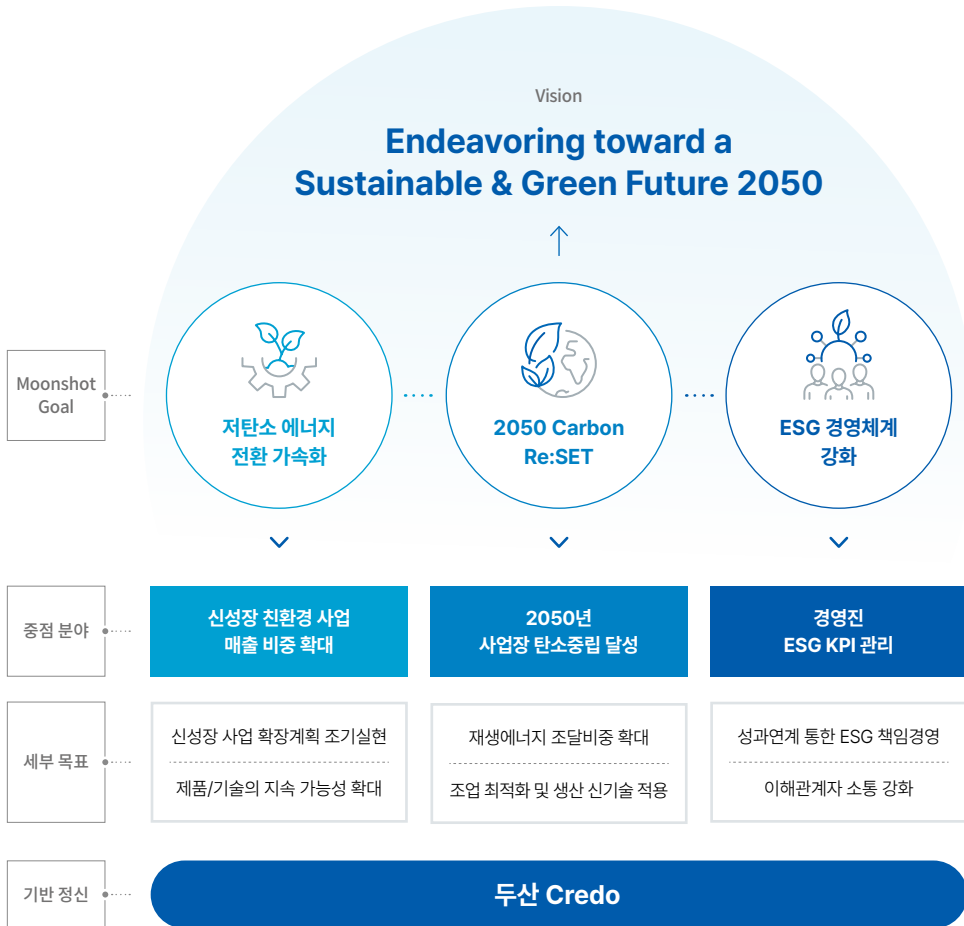 Vision
Endeavoring toward a
Sustainable & Green Future 2050
Moonshot
Goal
저탄소 에너지
전환 가속화
2050 Carbon
Re:SET
ESG 경영체계
강화
중점 분야
신성장 친환경 사업
매출 비중 확대
2050년
사업장 탄소중립 달성
경영진
ESG KPI 관리
세부 목표
신성장 사업 확장계획 조기실현
제품/기술의 지속 가능성 확대
재생에너지 조달비중 확대
조업 최적화 및 생산 신기술 적용
성과연계 통한 ESG 책임경영
이해관계자 소통 강화
기반 정신
두산 Credo